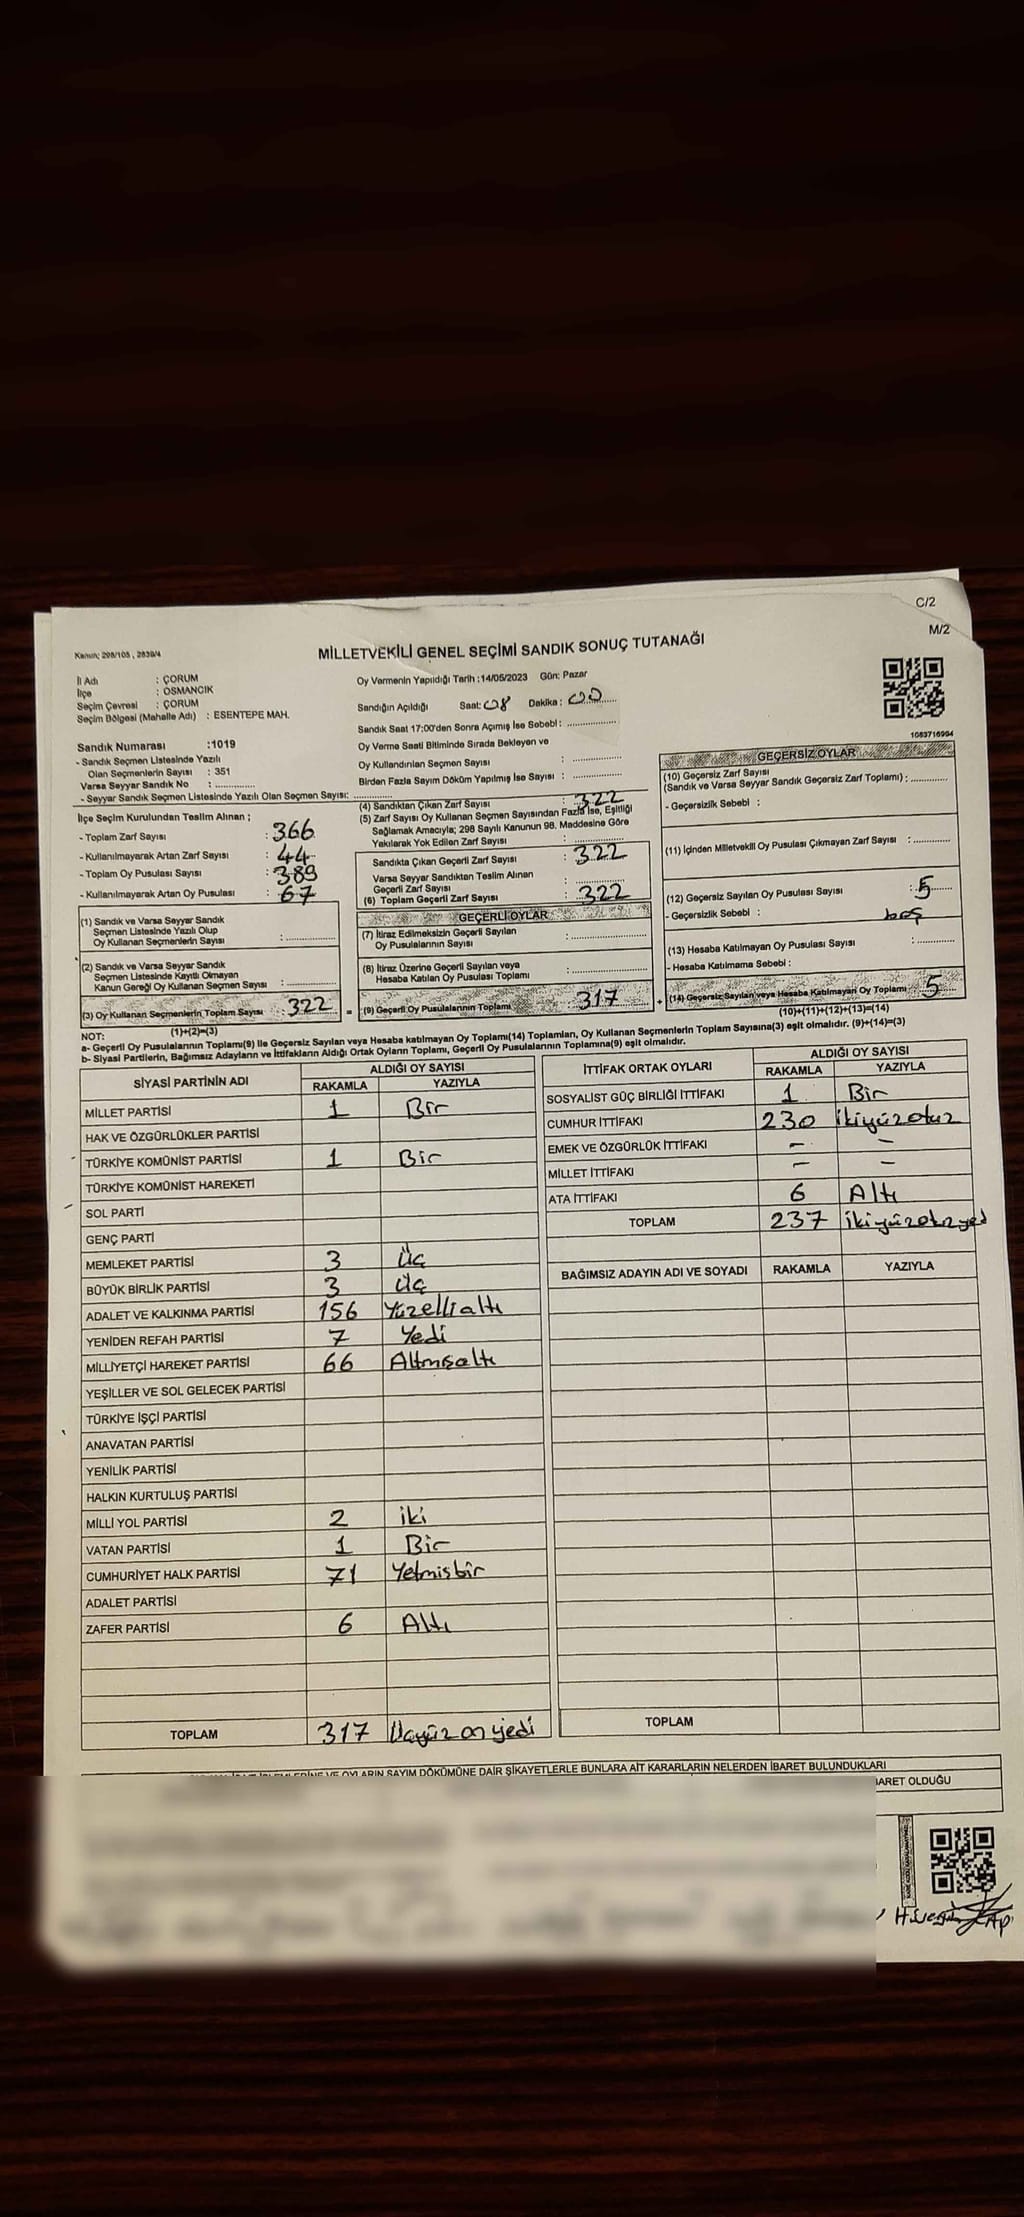 C/2
M/2
Kanun; 298/105 , 2839/4
MİLLETVEKİLİ GENEL SEÇİMİ SANDIK SONUÇ TUTANAĞI
İl Adı : ÇORUM
İlçe : OSMANCIK
Seçim Çevresi : ÇORUM
Seçim Bölgesi (Mahalle Adı) : ESENTEPE MAH.
Oy Vermenin Yapıldığı Tarih :14/05/2023 Gün: Pazar
Sandığın Açıldığı Saat: 08 Dakika : 00
Sandık Saat 17:00'den Sonra Açımış İse Sebebi:
Oy Verme Saati Bitiminde Sırada Bekleyen ve
Oy Kullandırılan Seçmen Sayısı :
Birden Fazla Sayım Döküm Yapılmış İse Sayısı :
1083716994
Sandık Numarası :1019
- Sandık Seçmen Listesinde Yazılı
Olan Seçmenlerin Sayısı : 351
Varsa Seyyar Sandık No :
- Seyyar Sandık Seçmen Listesinde Yazılı Olan Seçmen Sayısı:
İlçe Seçim Kurulundan Teslim Alınan ;
- Toplam Zarf Sayısı : 366
- Kullanılmayarak Artan Zarf Sayısı : 44
- Toplam Oy Pusulası Sayısı : 389
- Kullanılmayarak Artan Oy Pusulası : 67
(1) Sandık ve Varsa Seyyar Sandık
Seçmen Listesinde Yazılı Olup
Oy Kullanan Seçmenlerin Sayısı :
(2) Sandık ve Varsa Seyyar Sandık
Seçmen Listesinde Kayıtlı Olmayan
Kanun Gereği Oy Kullanan Seçmen Sayısı :
(3) Oy Kullanan Seçmenlerin Toplam Sayısı : 322
(1)+(2)=(3)
(4) Sandıktan Çıkan Zarf Sayısı : 322
(5) Zarf Sayısı Oy Kullanan Seçmen Sayısından Fazla İse, Eşitliği
Sağlamak Amacıyla; 298 Sayılı Kanunun 98. Maddesine Göre
Yakılarak Yok Edilen Zarf Sayısı :
Sandıkta Çıkan Geçerli Zarf Sayısı : 322
Varsa Seyyar Sandıktan Teslim Alınan
Geçerli Zarf Sayısı :
(6) Toplam Geçerli Zarf Sayısı : 322
GEÇERLİ OYLAR
(7) İtiraz Edilmeksizin Geçerli Sayılan
Oy Pusulalarının Sayısı :
(8) İtiraz Üzerine Geçerli Sayılan veya
Hesaba Katılan Oy Pusulası Toplamı :
= (9) Geçerli Oy Pusulalarının Toplamı 317
GEÇERSİZ OYLAR
(10) Geçersiz Zarf Sayısı
(Sandık ve Varsa Seyyar Sandık Geçersiz Zarf Toplamı) :
- Geçersizlik Sebebi :
(11) İçinden Milletvekili Oy Pusulası Çıkmayan Zarf Sayısı :
(12) Geçersiz Sayılan Oy Pusulası Sayısı : 5
- Geçersizlik Sebebi : beş
(13) Hesaba Katılmayan Oy Pusulası Sayısı :
- Hesaba Katılmama Sebebi :
+ (14) Geçersiz Sayılan veya Hesaba Katılmayan Oy Toplamı 5
(10)+(11)+(12)+(13)=(14)
NOT:
a- Geçerli Oy Pusulalarının Toplamı(9) ile Geçersiz Sayılan veya Hesaba katılmayan Oy Toplamı(14) Toplamları, Oy Kullanan Seçmenlerin Toplam Sayısına(3) eşit olmalıdır. (9)+(14)=(3)
b- Siyasi Partilerin, Bağımsız Adayların ve İttifakların Aldığı Ortak Oyların Toplamı, Geçerli Oy Pusulalarının Toplamına(9) eşit olmalıdır.
SİYASİ PARTİNİN ADI ALDIĞI OY SAYISI
RAKAMLA YAZIYLA
MİLLET PARTİSİ 1 Bir
HAK VE ÖZGÜRLÜKLER PARTİSİ
TÜRKİYE KOMÜNİST PARTİSİ 1 Bir
TÜRKİYE KOMÜNİST HAREKETİ
SOL PARTİ
GENÇ PARTİ
MEMLEKET PARTİSİ 3 Üç
BÜYÜK BİRLİK PARTİSİ 3 Üç
ADALET VE KALKINMA PARTİSİ 156 Yüzellialtı
YENİDEN REFAH PARTİSİ 7 Yedi
MİLLİYETÇİ HAREKET PARTİSİ 66 Altmışaltı
YEŞİLLER VE SOL GELECEK PARTİSİ
TÜRKİYE İŞÇİ PARTİSİ
ANAVATAN PARTİSİ
YENİLİK PARTİSİ
HALKIN KURTULUŞ PARTİSİ
MİLLİ YOL PARTİSİ 2 iki
VATAN PARTİSİ 1 Bir
CUMHURİYET HALK PARTİSİ 71 Yetmisbir
ADALET PARTİSİ
ZAFER PARTİSİ 6 Altı
TOPLAM 317 Üçyüz on yedi
İTTİFAK ORTAK OYLARI ALDIĞI OY SAYISI
RAKAMLA YAZIYLA
SOSYALİST GÜÇ BİRLİĞİ İTTİFAKI 1 Bir
CUMHUR İTTİFAKI 230 ikiyüzotuz
EMEK VE ÖZGÜRLÜK İTTİFAKI - -
MİLLET İTTİFAKI - -
ATA İTTİFAKI 6 Altı
TOPLAM 237 ikiyüzotuzyed
BAĞIMSIZ ADAYIN ADI VE SOYADI RAKAMLA YAZIYLA
TOPLAM
OYLARIN SAYIM DÖKÜMÜNE DAİR ŞİKAYETLERLE BUNLARA AİT KARARLARIN NELERDEN İBARET BULUNDUKLARI
BARET OLDUĞU